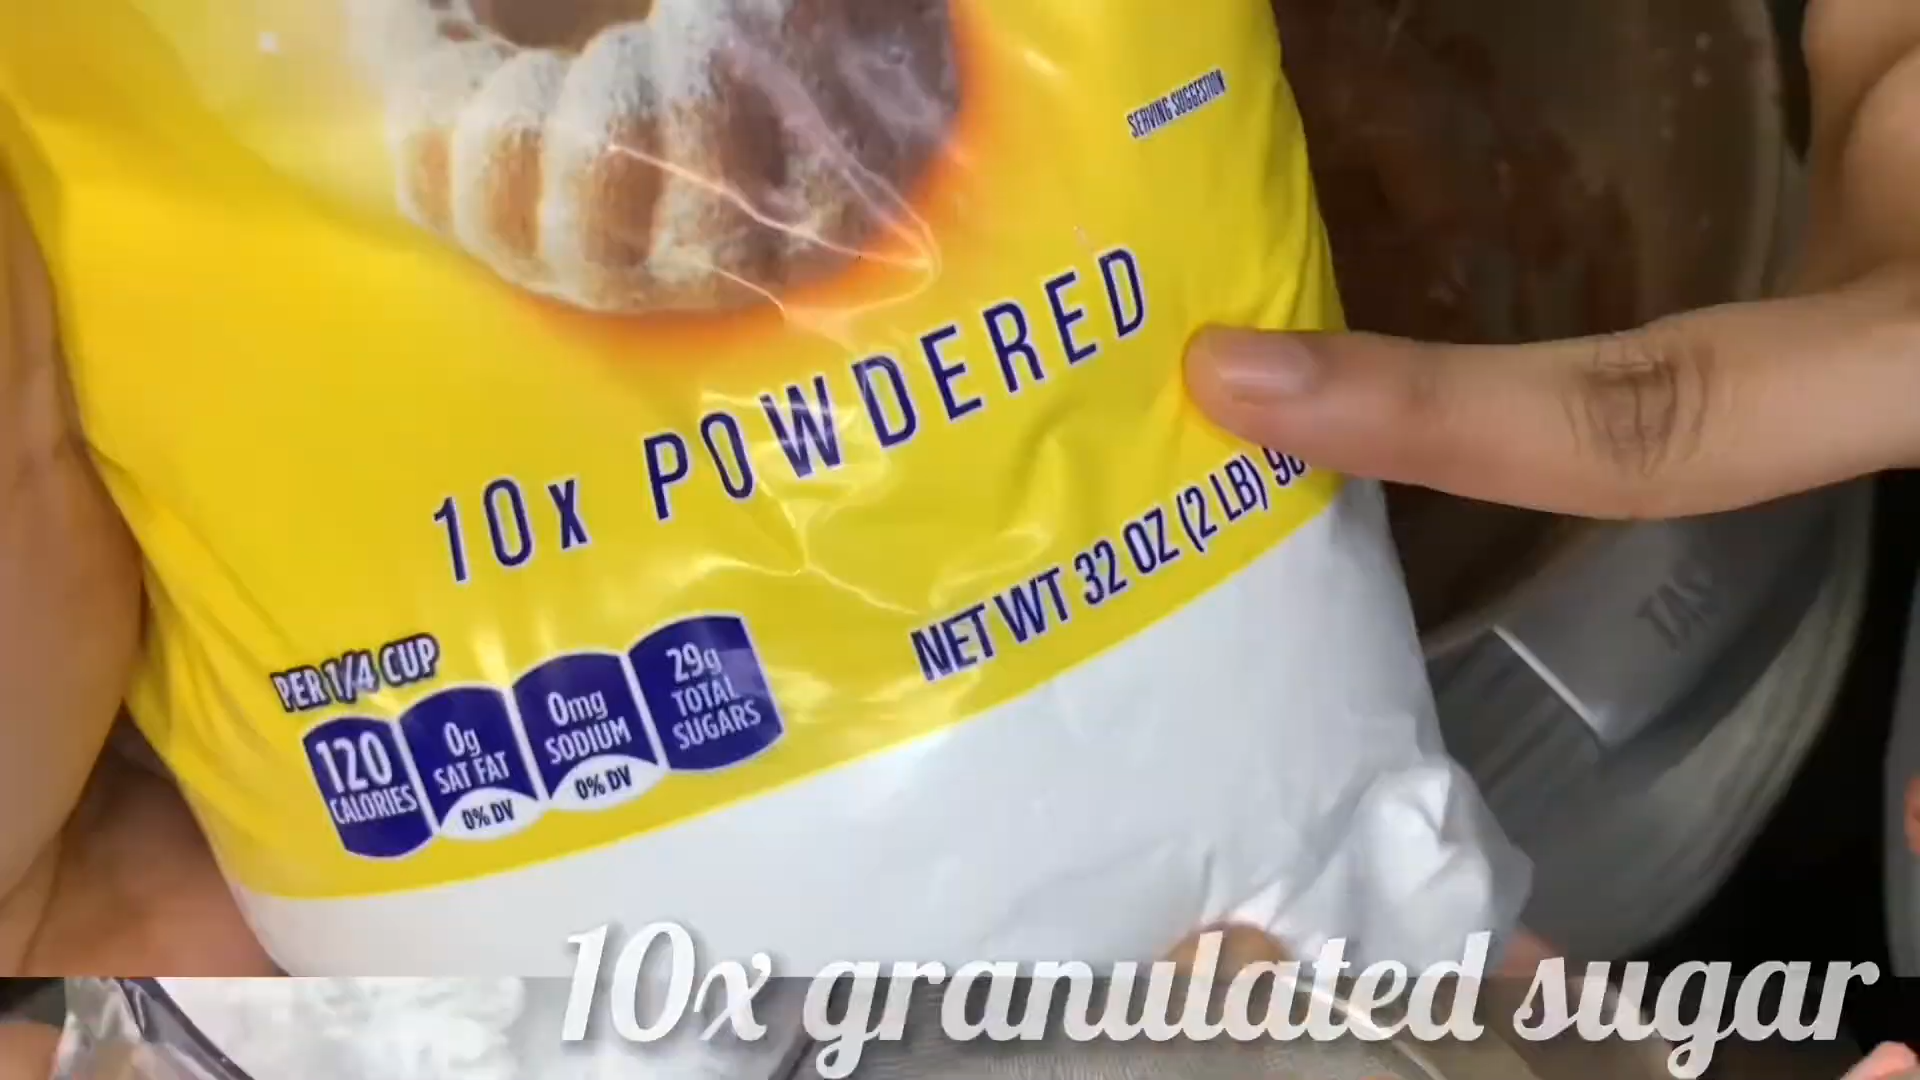 SERVING SUGGESTION
10x POWDERED
NET WT 32 OZ (2 LB)
PER 1/4 CUP
120 CALORIES
0g SAT FAT 0% DV
0mg SODIUM 0% DV
29g TOTAL SUGARS
10x granulated sugar